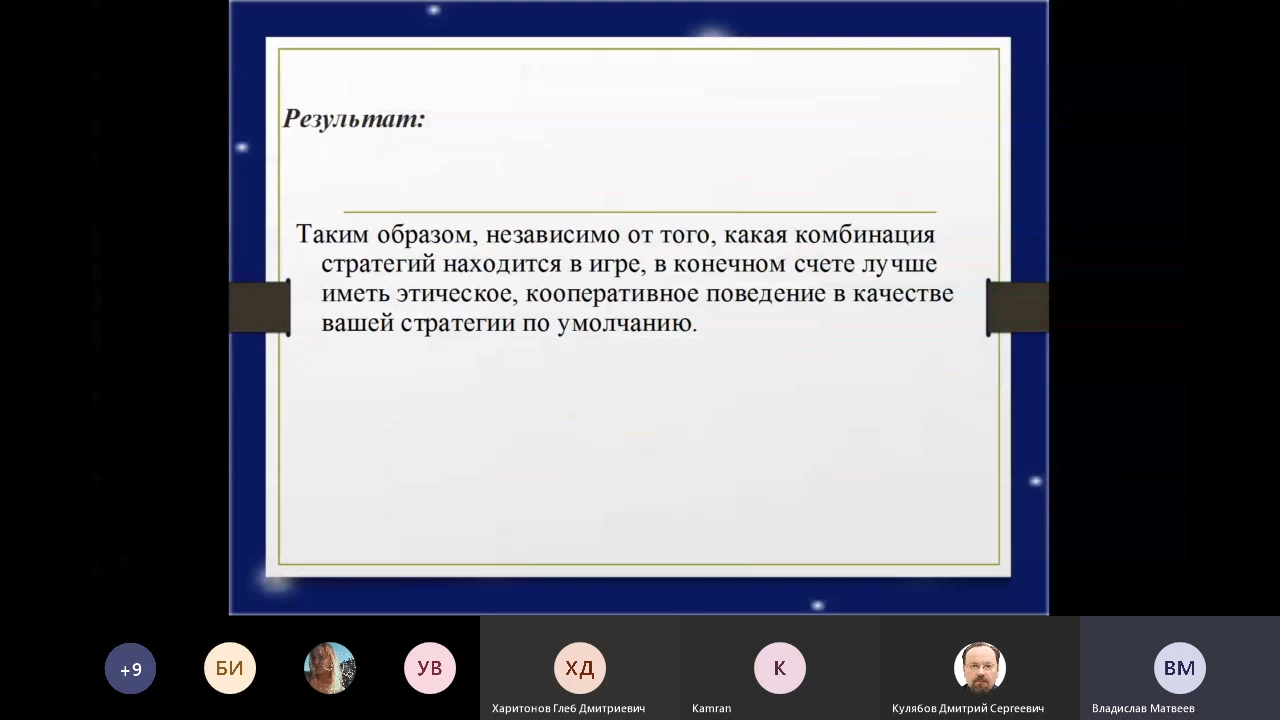 Результат:
Таким образом, независимо от того, какая комбинация
стратегий находится в игре, в конечном счете лучше
иметь этическое, кооперативное поведение в качестве
вашей стратегии по умолчанию.
+9
БИ
УВ
ХД
К
ВМ
Харитонов Глеб Дмитриевич
Kamran
Кулябов Дмитрий Сергеевич
Владислав Матвеев